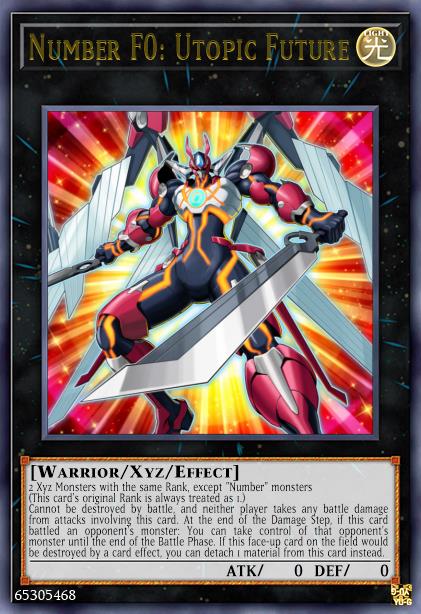 Number F0: Utopic Future
LIGHT
光
[Warrior/Xyz/Effect]
2 Xyz Monsters with the same Rank, except "Number" monsters
(This card's original Rank is always treated as 1.)
Cannot be destroyed by battle, and neither player takes any battle damage
from attacks involving this card. At the end of the Damage Step, if this card
battled an opponent's monster: You can take control of that opponent's
monster until the end of the Battle Phase. If this face-up card on the field would
be destroyed by a card effect, you can detach 1 material from this card instead.
ATK/ 0 DEF/ 0
65305468